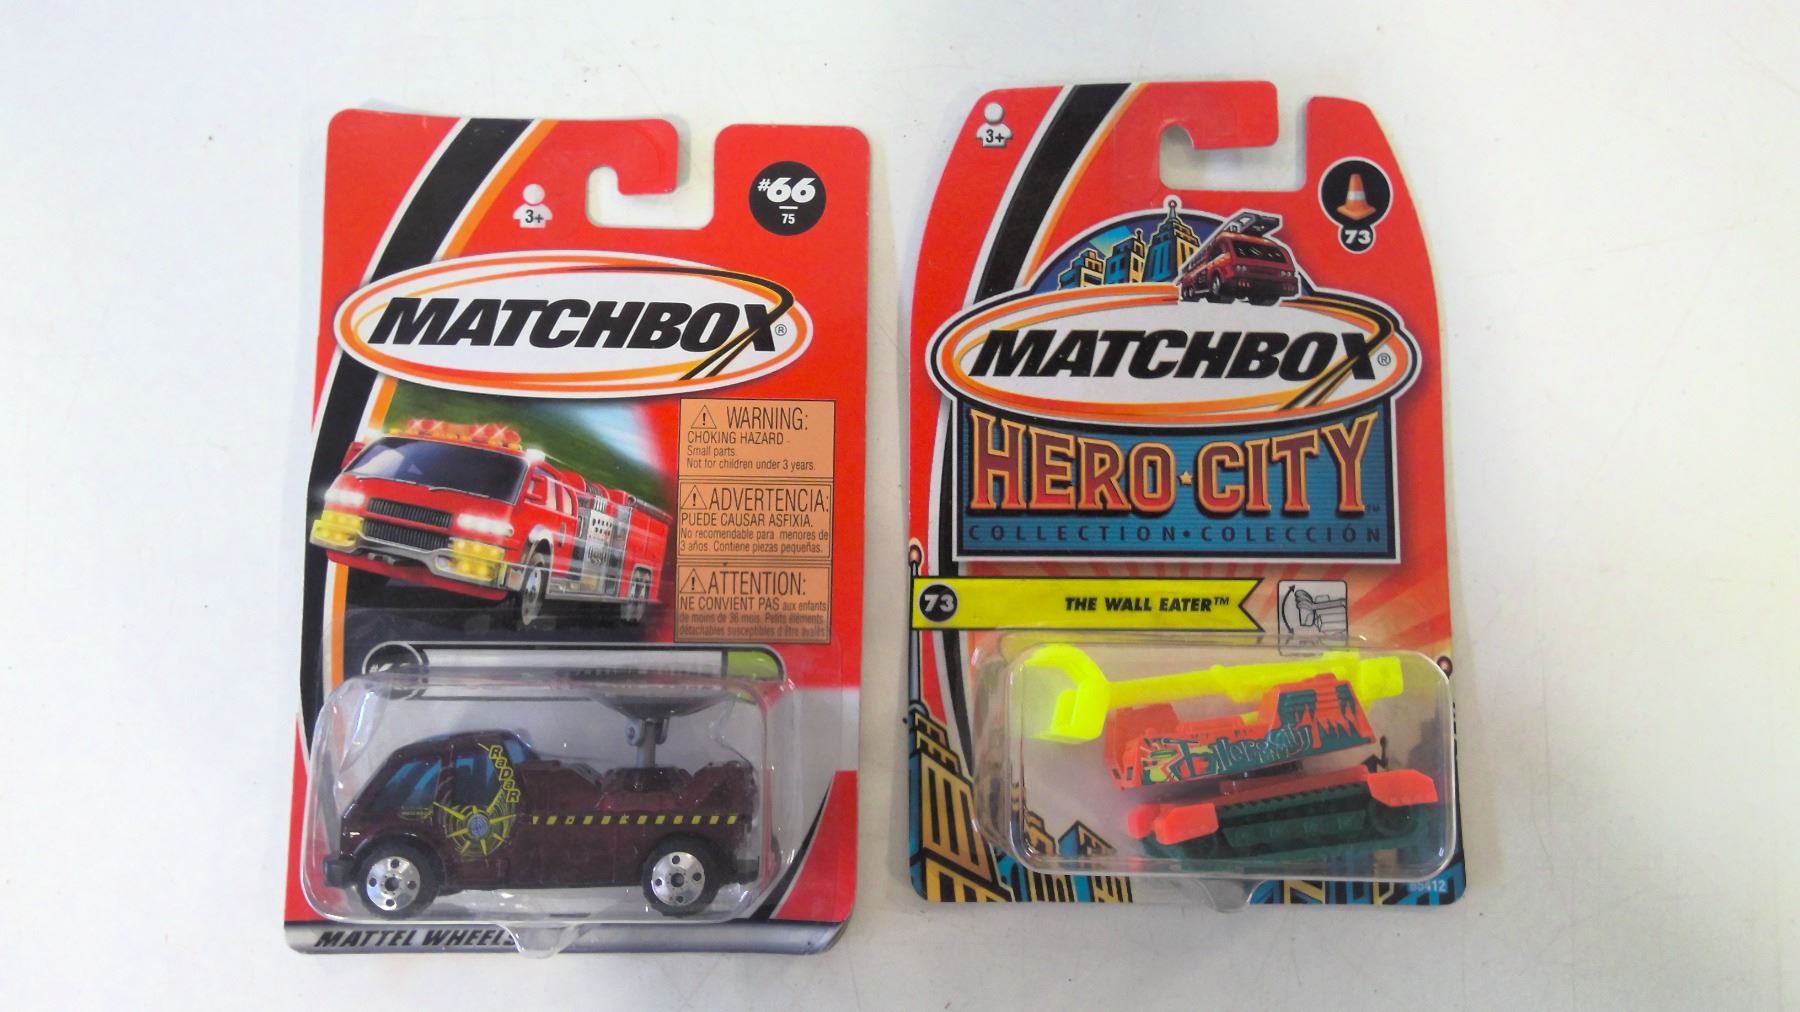 3+
#66
75
MATCHBOX®
WARNING:
CHOKING HAZARD -
Small parts.
Not for children under 3 years.
ADVERTENCIA:
PUEDE CAUSAR ASFIXIA.
No recomendable para menores de
3 años. Contiene piezas pequeñas.
ATTENTION:
NE CONVIENT PAS aux enfants
de moins de 36 mois. Petits éléments
détachables susceptibles d'être avalés
RaDaR
MATTEL WHEELS
3+
73
MATCHBOX®
HERO·CITY™
COLLECTION·COLECCIÓN
73
THE WALL EATER™
Hero City